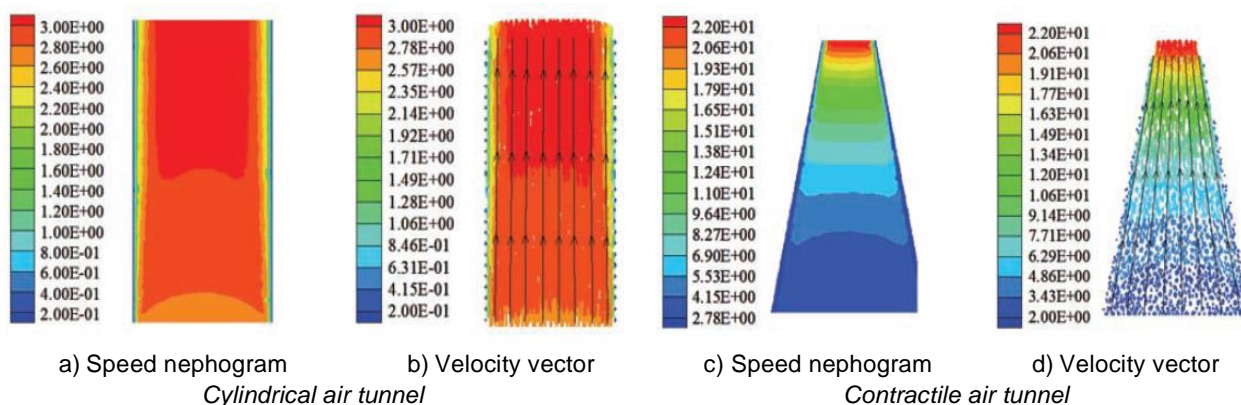 3.00E+00
2.80E+00
2.60E+00
2.40E+00
2.20E+00
2.00E+00
1.80E+00
1.60E+00
1.40E+00
1.20E+00
1.00E+00
8.00E-01
6.00E-01
4.00E-01
2.00E-01
3.00E+00
2.78E+00
2.57E+00
2.35E+00
2.14E+00
1.92E+00
1.71E+00
1.49E+00
1.28E+00
1.06E+00
8.46E-01
6.31E-01
4.15E-01
2.00E-01
2.20E+01
2.06E+01
1.93E+01
1.79E+01
1.65E+01
1.51E+01
1.38E+01
1.24E+01
1.10E+01
9.64E+00
8.27E+00
6.90E+00
5.53E+00
4.15E+00
2.78E+00
2.20E+01
2.06E+01
1.91E+01
1.77E+01
1.63E+01
1.49E+01
1.34E+01
1.20E+01
1.06E+01
9.14E+00
7.71E+00
6.29E+00
4.86E+00
3.43E+00
2.00E+00
a) Speed nephogram
b) Velocity vector
c) Speed nephogram
d) Velocity vector
Cylindrical air tunnel
Contractile air tunnel